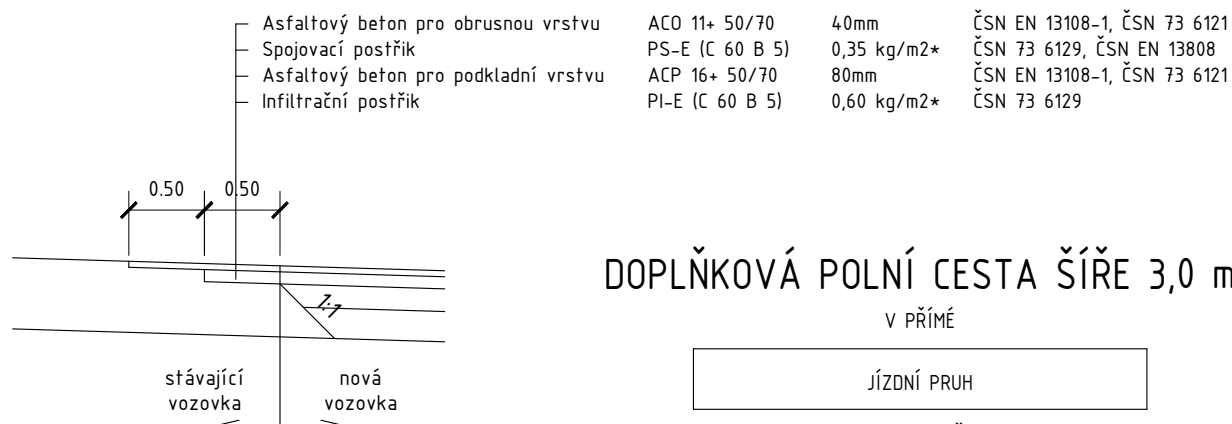 Asfaltový beton pro obrusnou vrstvu ACO 11+ 50/70 40mm ČSN EN 13108-1, ČSN 73 6121
Spojovací postřik PS-E (C 60 B 5) 0,35 kg/m2* ČSN 73 6129, ČSN EN 13808
Asfaltový beton pro podkladní vrstvu ACP 16+ 50/70 80mm ČSN EN 13108-1, ČSN 73 6121
Infiltrační postřik PI-E (C 60 B 5) 0,60 kg/m2* ČSN 73 6129
0.50 0.50
1:1
DOPLŇKOVÁ POLNÍ CESTA ŠÍŘE 3,0 m
V PŘÍMÉ
JÍZDNÍ PRUH
stávající vozovka
nová vozovka